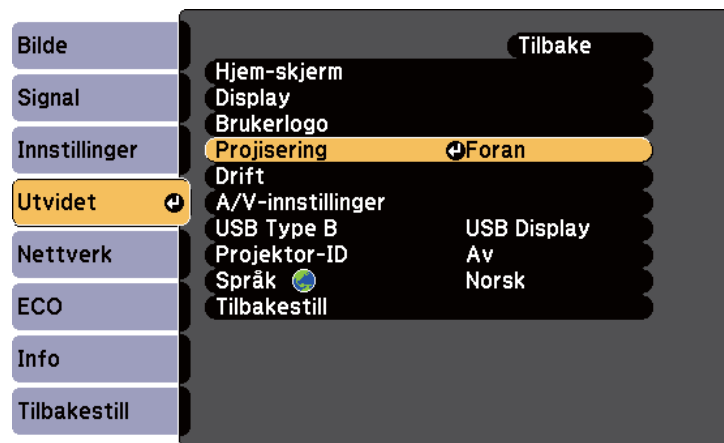 Bilde
Signal
Innstillinger
Utvidet
Nettverk
ECO
Info
Tilbakestill
Tilbake
Hjem-skjerm
Display
Brukerlogo
Projisering Foran
Drift
A/V-innstillinger
USB Type B USB Display
Projektor-ID Av
Språk Norsk
Tilbakestill